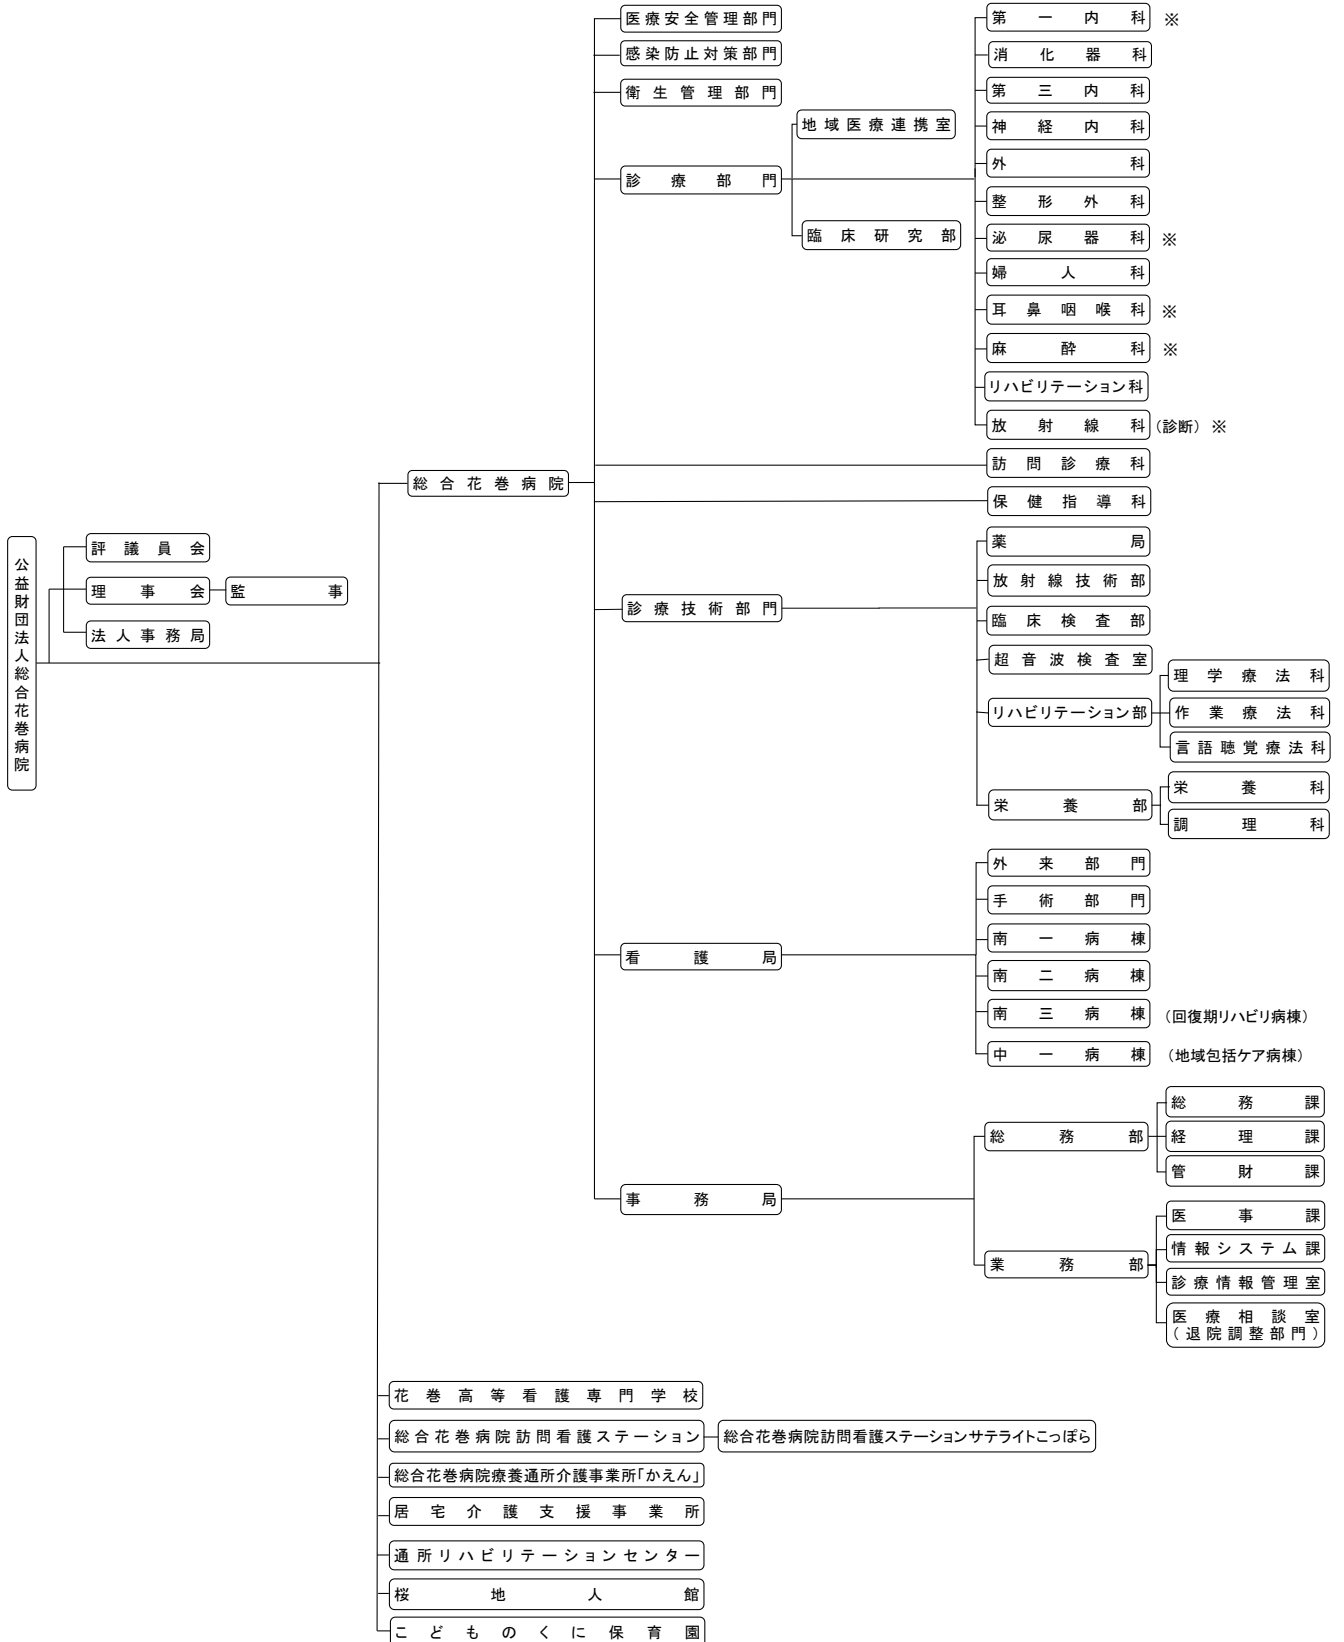 公益財団法人総合花巻病院
評議員会
理事会
監事
法人事務局
総合花巻病院
医療安全管理部門
感染防止対策部門
衛生管理部門
診療部門
地域医療連携室
臨床研究部
第一内科 ※
消化器科
第三内科
神経内科
外科
整形外科
泌尿器科 ※
婦人科
耳鼻咽喉科 ※
麻酔科 ※
リハビリテーション科
放射線科 (診断) ※
訪問診療科
保健指導科
診療技術部門
薬局
放射線技術部
臨床検査部
超音波検査室
リハビリテーション部
理学療法科
作業療法科
言語聴覚療法科
栄養部
栄養科
調理科
看護局
外来部門
手術部門
南一病棟
南二病棟
南三病棟 (回復期リハビリ病棟)
中一病棟 (地域包括ケア病棟)
事務局
総務部
総務課
経理課
管財課
業務部
医事課
情報システム課
診療情報管理室
医療相談室
(退院調整部門)
花巻高等看護専門学校
総合花巻病院訪問看護ステーション
総合花巻病院訪問看護ステーションサテライトこっぽら
総合花巻病院療養通所介護事業所「かえん」
居宅介護支援事業所
通所リハビリテーションセンター
桜地人館
こどものくに保育園